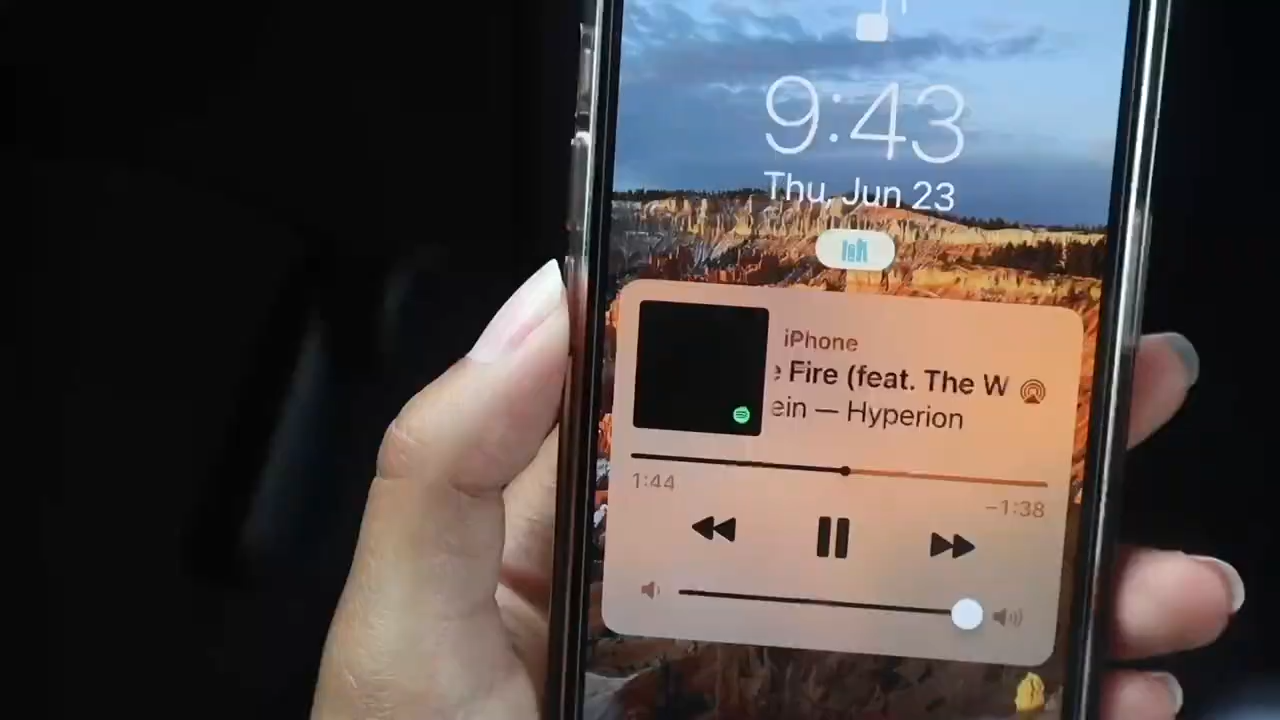 9:43
Thu, Jun 23
iPhone
e Fire (feat. The W
ein — Hyperion
1:44
−1:38